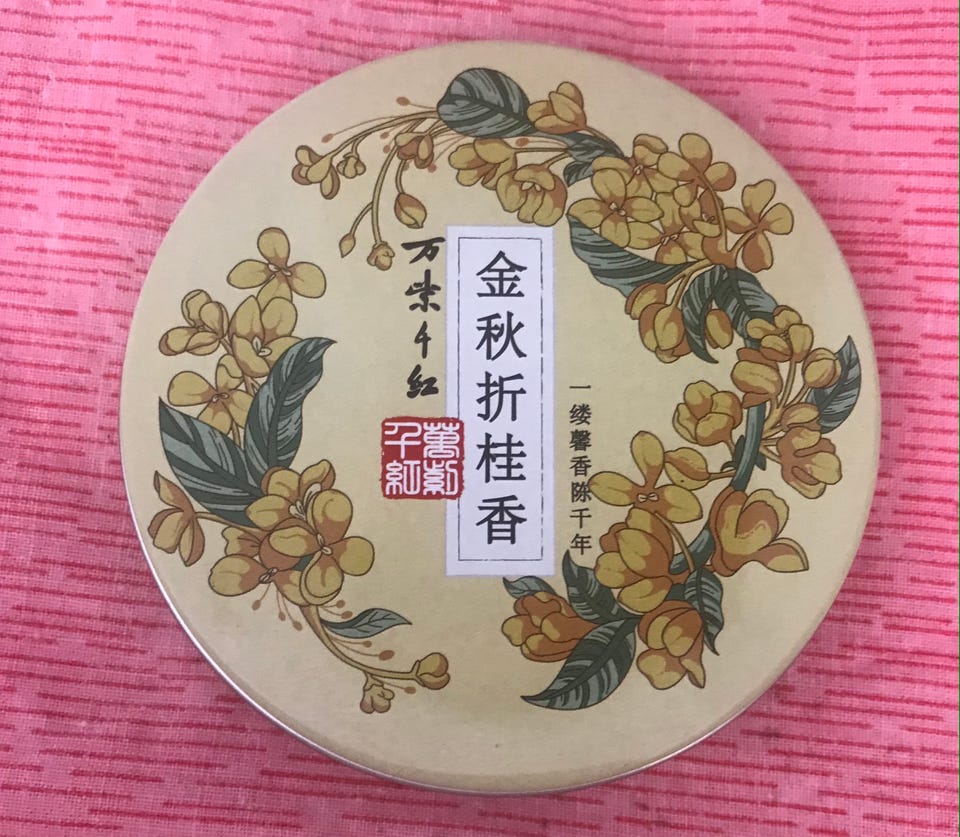 金秋折桂香
一缕馨香陈千年
万紫千红
萬紫
千紅